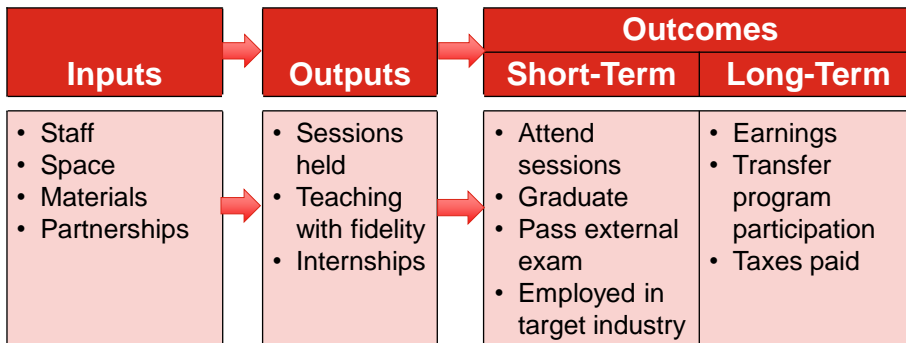 Inputs
Outputs
Outcomes
Short-Term
Long-Term
• Staff
• Space
• Materials
• Partnerships
• Sessions
held
• Teaching
with fidelity
• Internships
• Attend
sessions
• Graduate
• Pass external
exam
• Employed in
target industry
• Earnings
• Transfer
program
participation
• Taxes paid